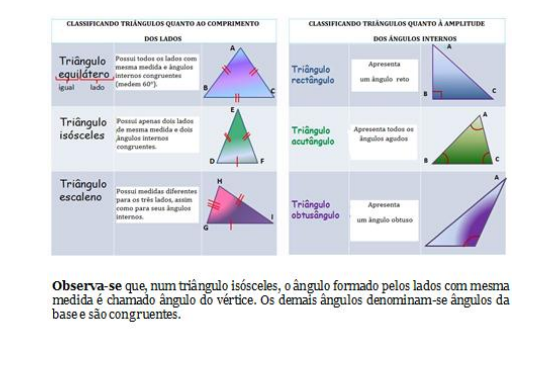 CLASSIFICANDO TRIÂNGULOS QUANTO AO COMPRIMENTO
DOS LADOS
Triângulo
equilátero
igual lado
Possui todos os lados com
mesma medida e ângulos
internos congruentes
(medem 60°).
A
B
C
Triângulo
isósceles
Possui apenas dois lados
de mesma medida e dois
ângulos internos
congruentes.
E
D
F
Triângulo
escaleno
Possui medidas diferentes
para os três lados, assim
como para seus ângulos
internos.
H
G
I
CLASSIFICANDO TRIÂNGULOS QUANTO À AMPLITUDE
DOS ÂNGULOS INTERNOS
Triângulo
retângulo
Apresenta
um ângulo reto
A
B
C
Triângulo
acutângulo
Apresenta todos os
ângulos agudos
A
B
C
Triângulo
obtusângulo
Apresenta
um ângulo obtuso
A
Observa-se que, num triângulo isósceles, o ângulo formado pelos lados com mesma
medida é chamado ângulo do vértice. Os demais ângulos denominam-se ângulos da
base e são congruentes.